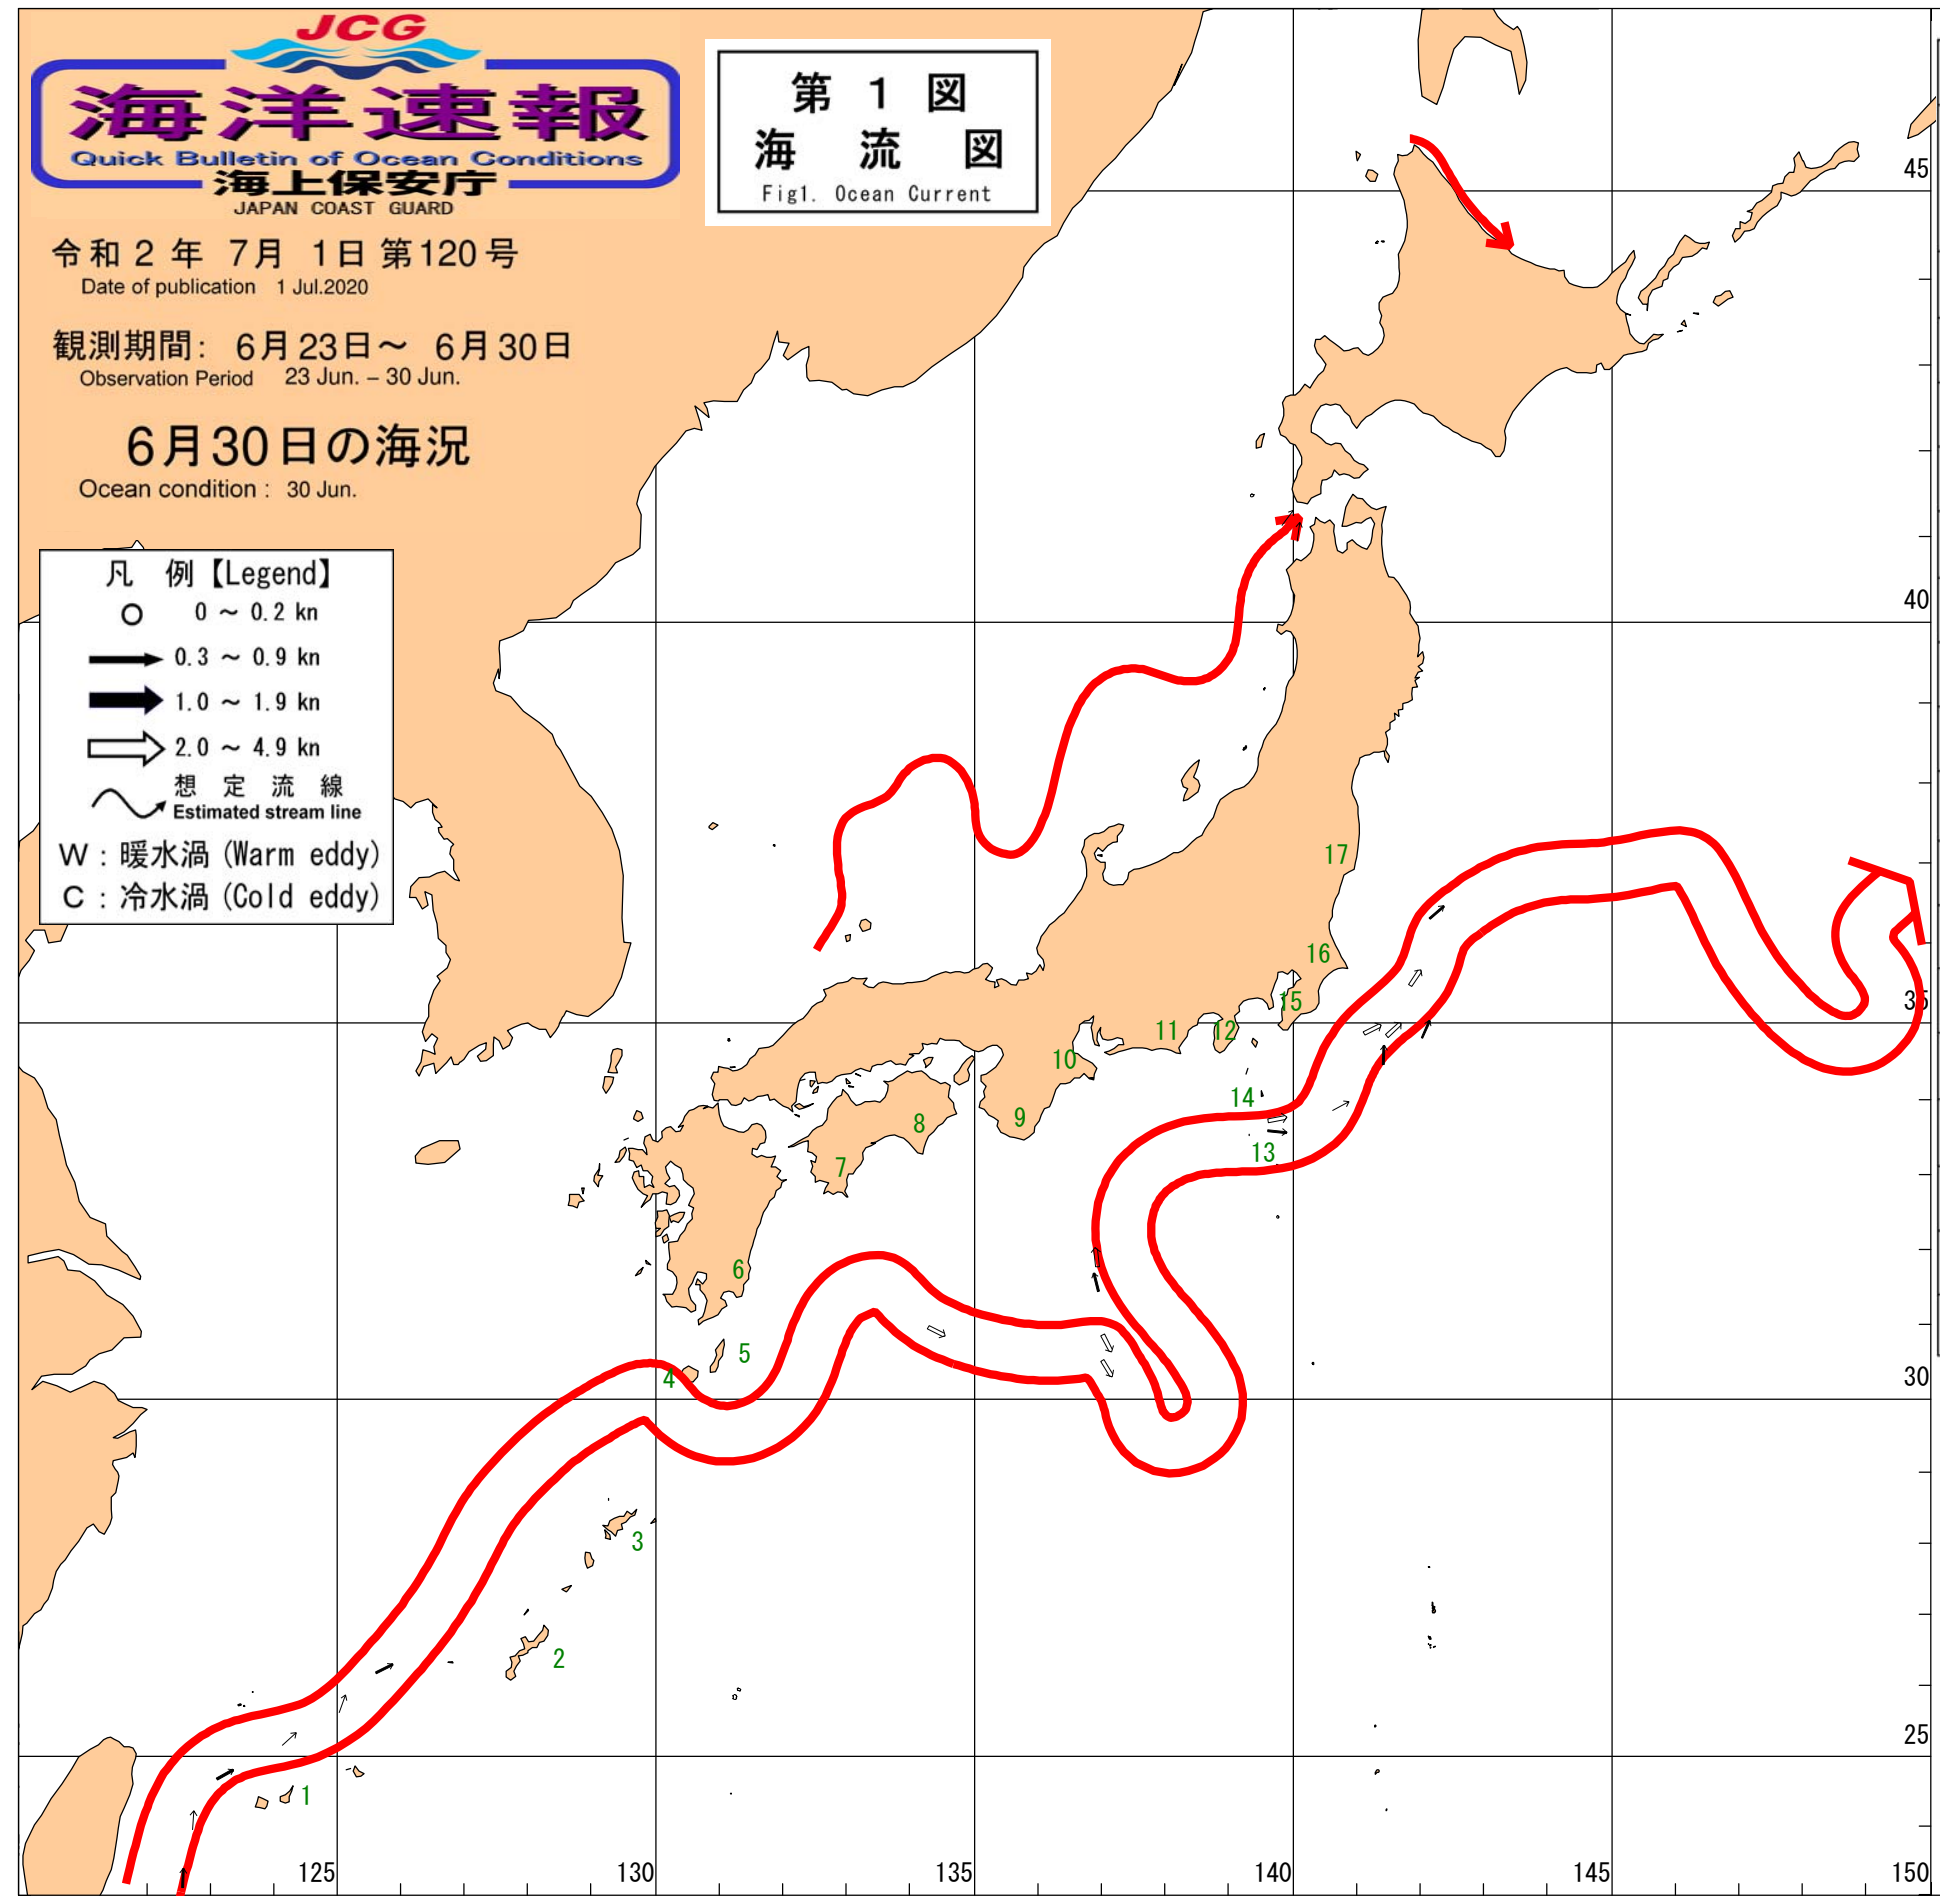 JCG
海洋速報
Quick Bulletin of Ocean Conditions
海上保安庁
JAPAN COAST GUARD
第 1 図
海 流 図
Fig1. Ocean Current
令和 2 年 7月 1日 第120号
Date of publication 1 Jul.2020
観測期間: 6月23日～ 6月30日
Observation Period 23 Jun. – 30 Jun.
6月30日の海況
Ocean condition : 30 Jun.
凡 例【Legend】
0 ～ 0.2 kn
0.3 ～ 0.9 kn
1.0 ～ 1.9 kn
2.0 ～ 4.9 kn
想 定 流 線
Estimated stream line
W : 暖水渦 (Warm eddy)
C : 冷水渦 (Cold eddy)
45
40
35
30
25
125
130
135
140
145
150
1
2
3
4
5
6
7
8
9
10
11
12
13
14
15
16
17